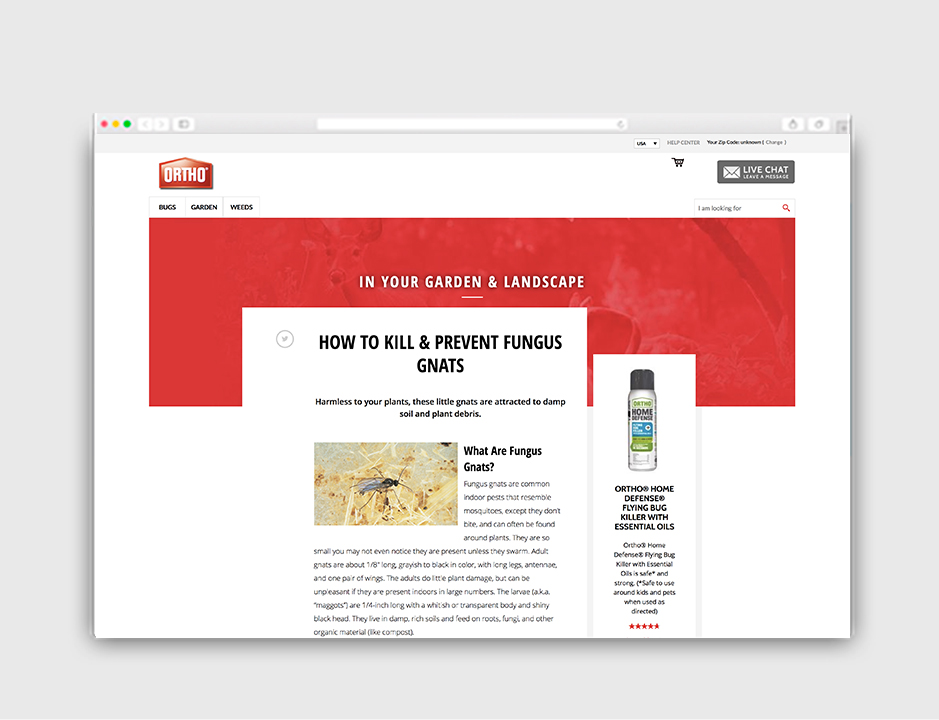 USA
HELP CENTER
Your Zip Code: unknown ( Change )
ORTHO
LIVE CHAT
LEAVE A MESSAGE
BUGS GARDEN WEEDS
I am looking for
IN YOUR GARDEN & LANDSCAPE
HOW TO KILL & PREVENT FUNGUS
GNATS
Harmless to your plants, these little gnats are attracted to damp
soil and plant debris.
What Are Fungus
Gnats?
Fungus gnats are common
indoor pests that resemble
mosquitoes, except they don't
bite, and can often be found
around plants. They are so
small you may not even notice they are present unless they swarm. Adult
gnats are about 1/8" long, grayish to black in color, with long legs, antennae,
and one pair of wings. The adults do little plant damage, but can be
unpleasant if they are present indoors in large numbers. The larvae (a.k.a.
"maggots") are 1/4-inch long with a whitish or transparent body and shiny
black head. They live in damp, rich soils and feed on roots, fungi, and other
organic material (like compost).
ORTHO
HOME
DEFENSE
ORTHO® HOME
DEFENSE®
FLYING BUG
KILLER WITH
ESSENTIAL OILS
Ortho® Home
Defense® Flying Bug
Killer with Essential
Oils is safe* and
strong. (*Safe to use
around kids and pets
when used as
directed)